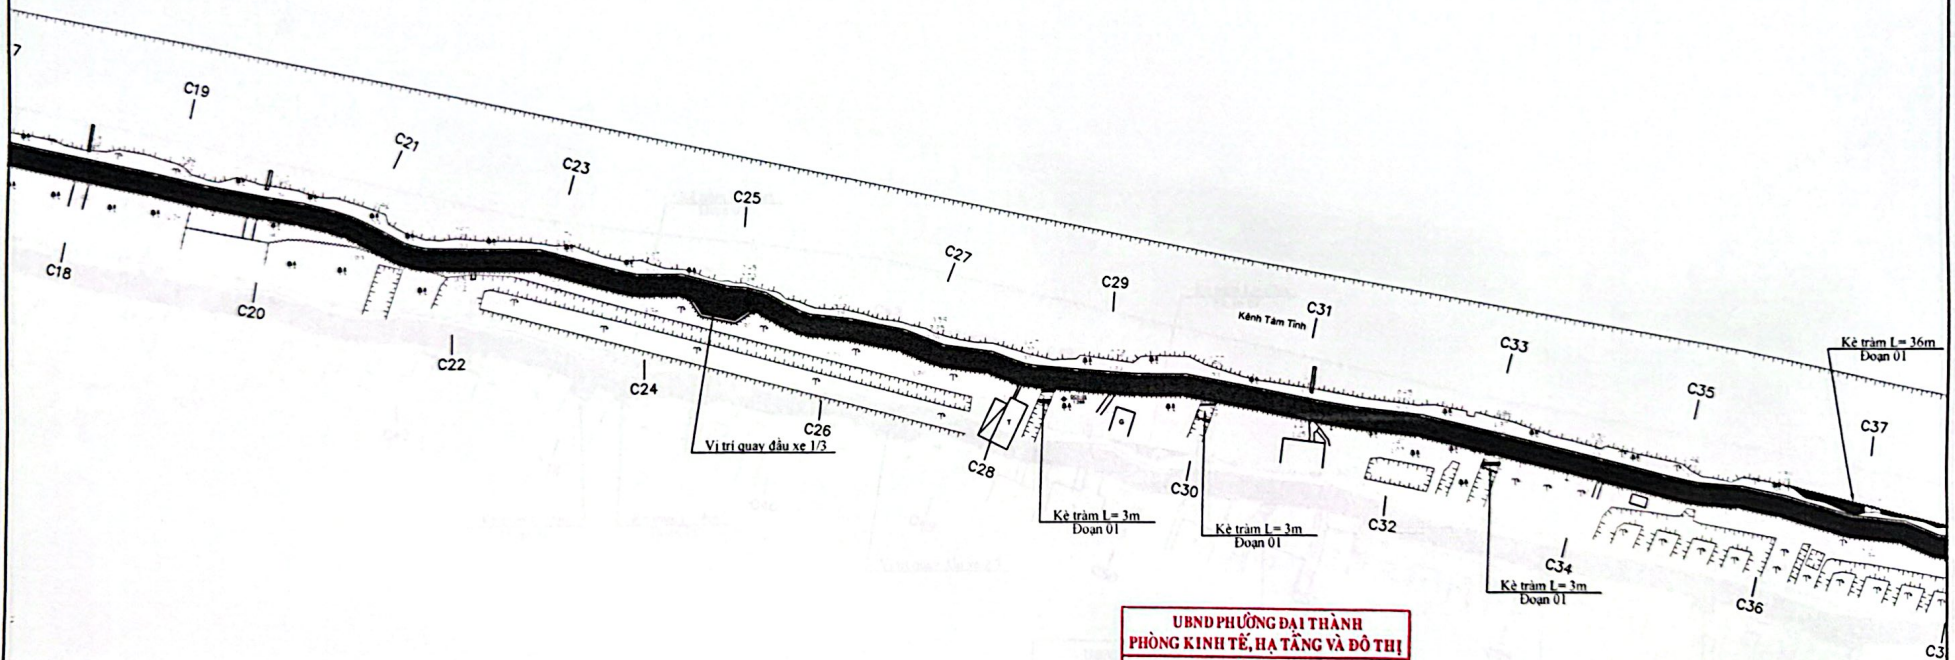 7
C19
C21
C23
C25
C27
C29
Kênh Tám Tỉnh
C31
C33
C35
C37
Kè tràm L= 36m
Đoạn 01
C18
C20
C22
C24
C26
C28
C30
C32
C34
C36
Vị trí quay đầu xe 1/3
T
G
Kè tràm L= 3m
Đoạn 01
Kè tràm L= 3m
Đoạn 01
Kè tràm L= 3m
Đoạn 01
C3
UBND PHƯỜNG ĐẠI THÀNH
PHÒNG KINH TẾ, HẠ TẦNG VÀ ĐÔ THỊ